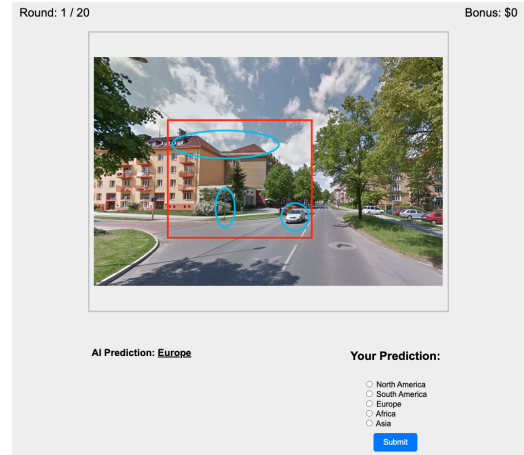 Round: 1 / 20
Bonus: $0
AI Prediction: Europe
Your Prediction:
North America
South America
Europe
Africa
Asia
Submit